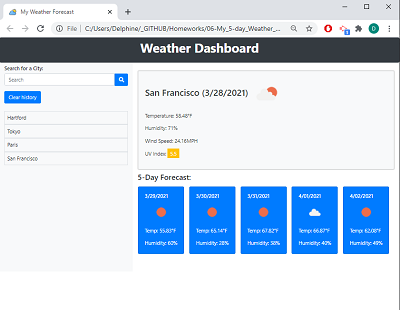 My Weather Forecast
File | C:/Users/Delphine/_GITHUB/Homeworks/06-My_5-day_Weather_...
Weather Dashboard
Search for a City:
Search
Clear history
Hartford
Tokyo
Paris
San Francisco
San Francisco (3/28/2021)
Temperature: 58.48°F
Humidity: 71%
Wind Speed: 24.16MPH
UV Index:
5-Day Forecast:
3/29/2021 3/30/2021 3/31/2021 4/01/2021 4/02/2021
Temp: 55.83°F Temp: 65.14°F Temp: 67.82°F Temp: 66.87°F Temp: 62.08°F
Humidity: 60% Humidity: 28% Humidity: 38% Humidity: 40% Humidity: 49%